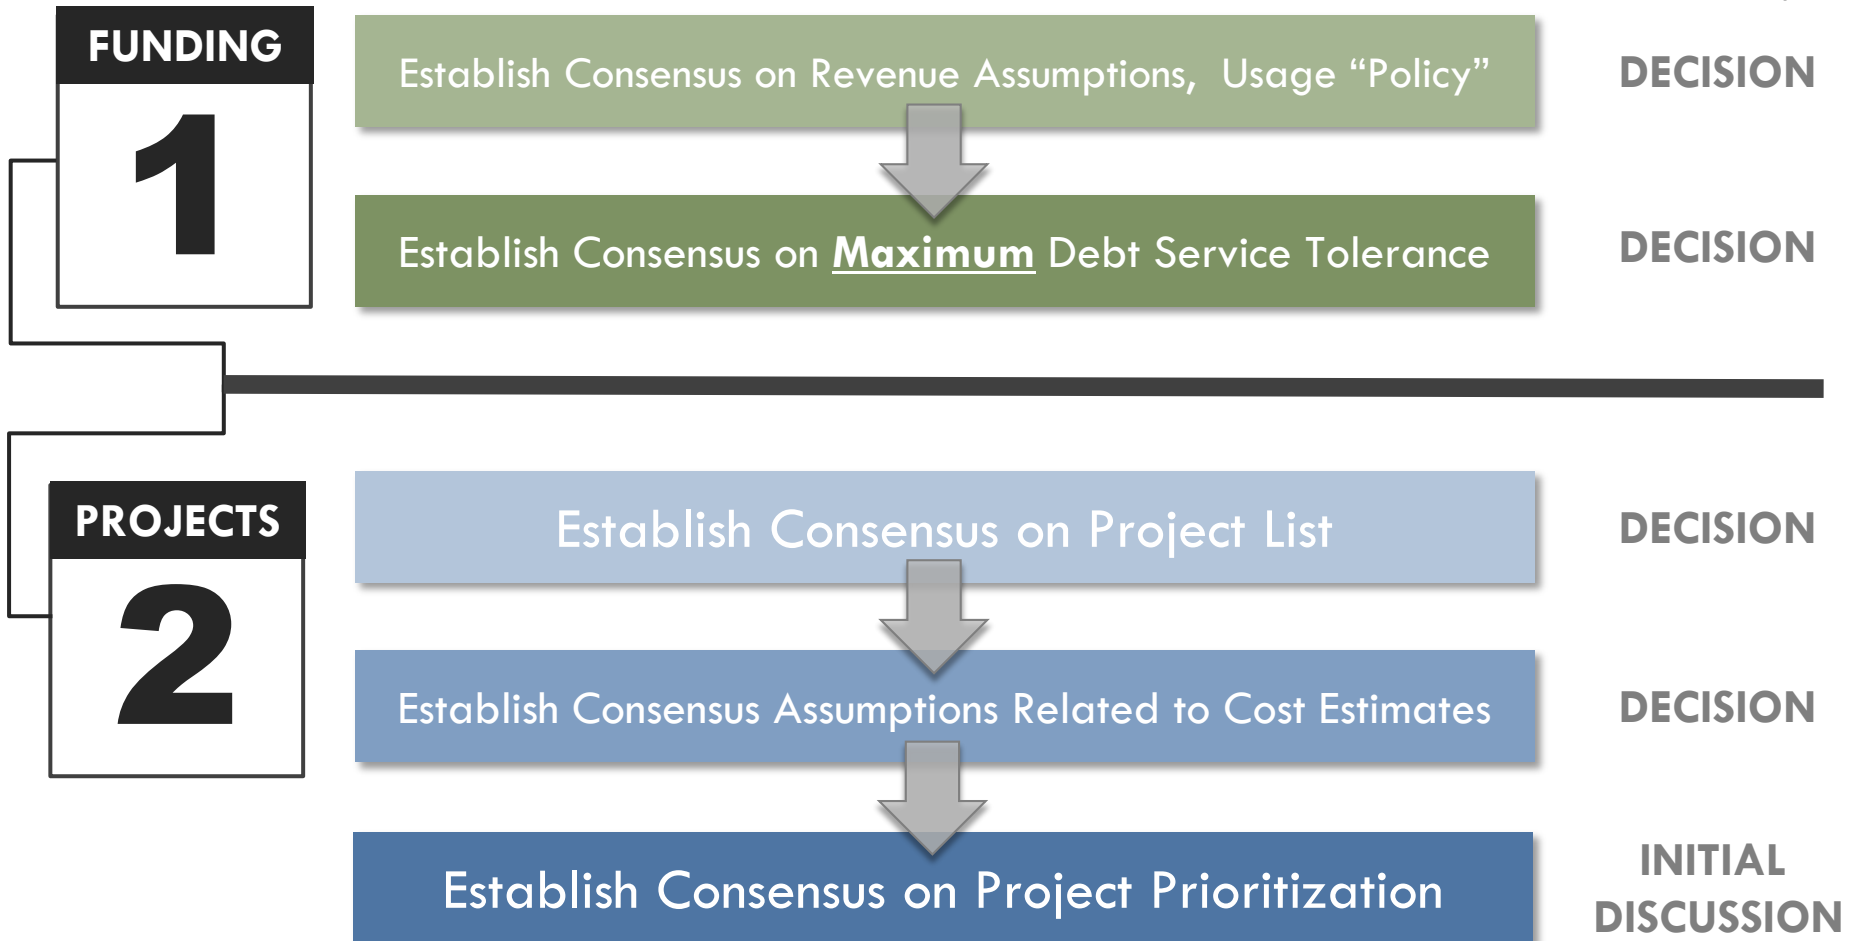 FUNDING
1
Establish Consensus on Revenue Assumptions, Usage “Policy”
DECISION
Establish Consensus on Maximum Debt Service Tolerance
DECISION
PROJECTS
2
Establish Consensus on Project List
DECISION
Establish Consensus Assumptions Related to Cost Estimates
DECISION
Establish Consensus on Project Prioritization
INITIAL
DISCUSSION